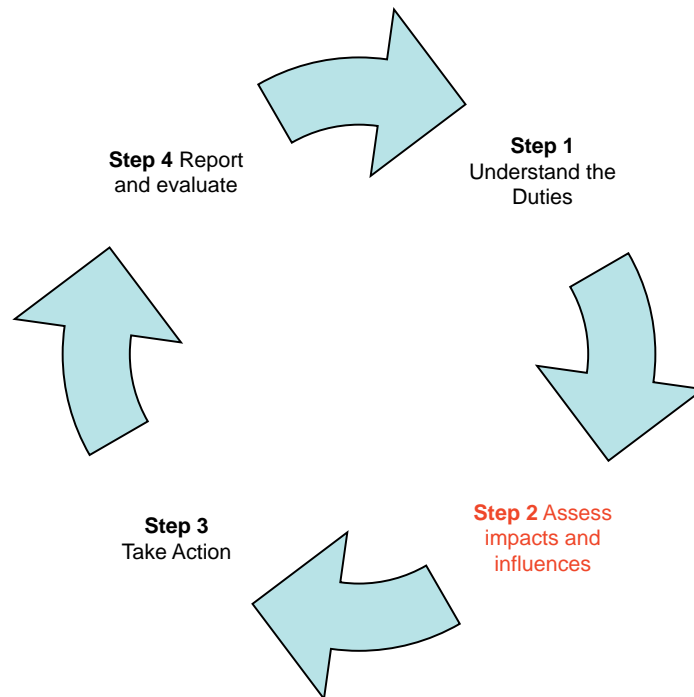 Step 1
Understand the
Duties
Step 2 Assess
impacts and
influences
Step 3
Take Action
Step 4 Report
and evaluate